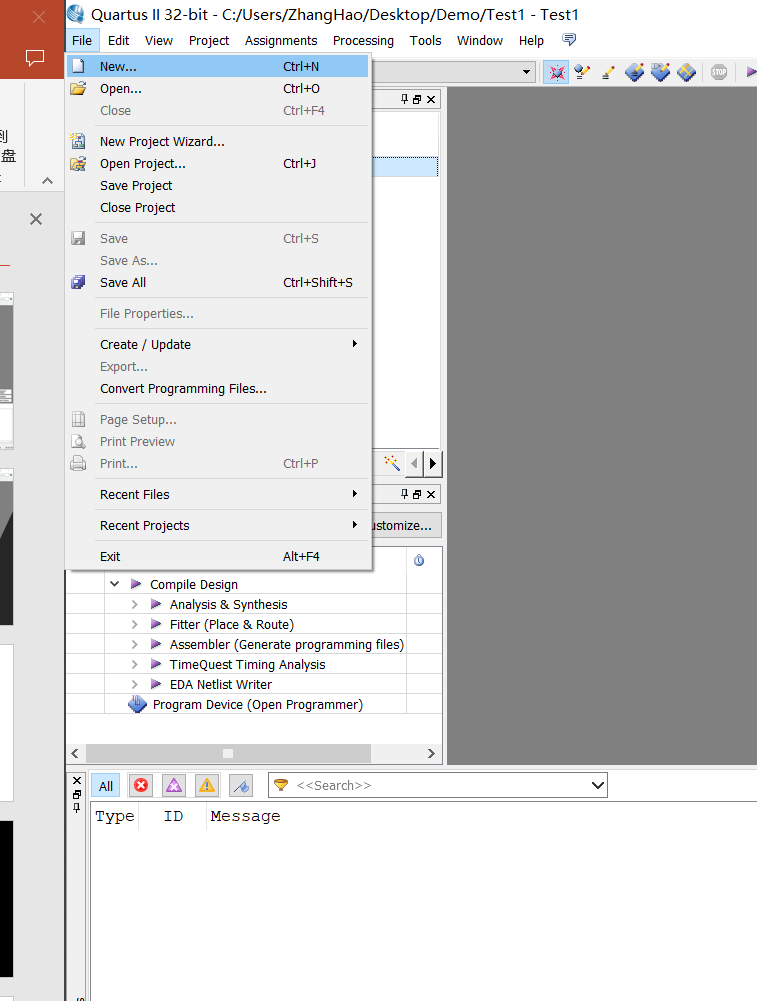 Quartus II 32-bit - C:/Users/ZhangHao/Desktop/Demo/Test1 - Test1
File Edit View Project Assignments Processing Tools Window Help
New... Ctrl+N
Open... Ctrl+O
Close Ctrl+F4
New Project Wizard...
Open Project... Ctrl+J
Save Project
Close Project
Save Ctrl+S
Save As...
Save All Ctrl+Shift+S
File Properties...
Create / Update
Export...
Convert Programming Files...
Page Setup...
Print Preview
Print... Ctrl+P
Recent Files
Recent Projects
Exit Alt+F4
到
盘
STOP
ustomize...
Compile Design
Analysis & Synthesis
Fitter (Place & Route)
Assembler (Generate programming files)
TimeQuest Timing Analysis
EDA Netlist Writer
Program Device (Open Programmer)
All <<Search>>
Type ID Message